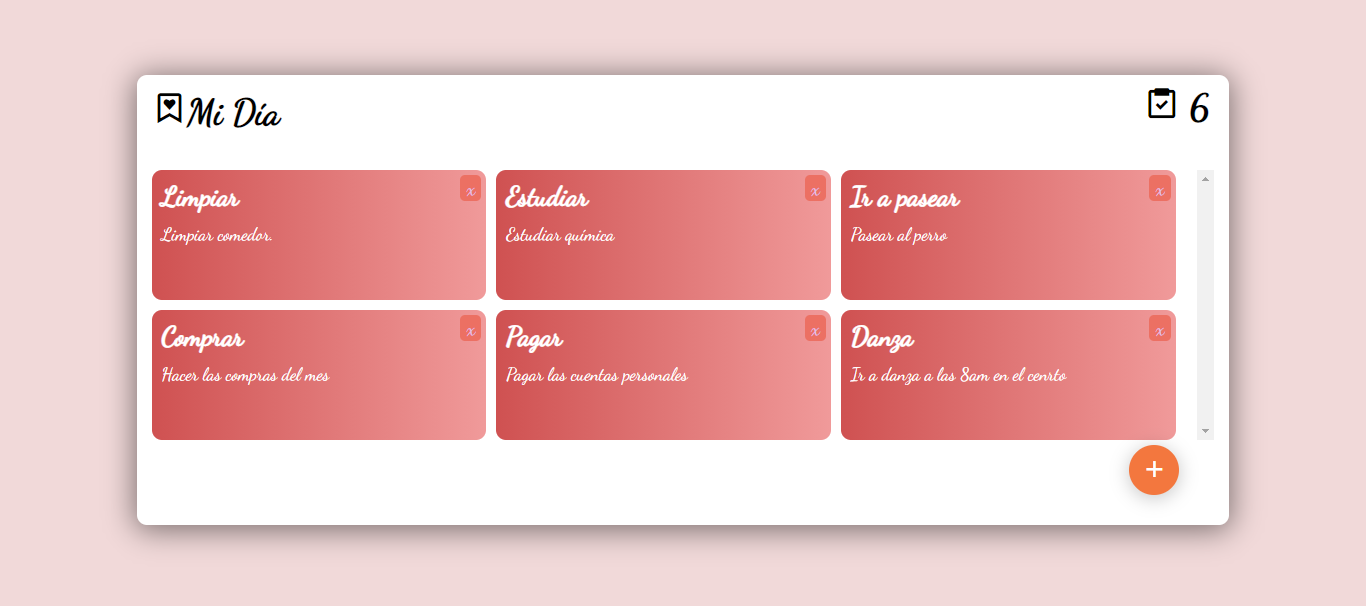 Mi Día
6
Limpiar
x
Limpiar comedor.
Estudiar
x
Estudiar química
Ir a pasear
x
Pasear al perro
Comprar
x
Hacer las compras del mes
Pagar
x
Pagar las cuentas personales
Danza
x
Ir a danza a las 8am en el cenrto
+